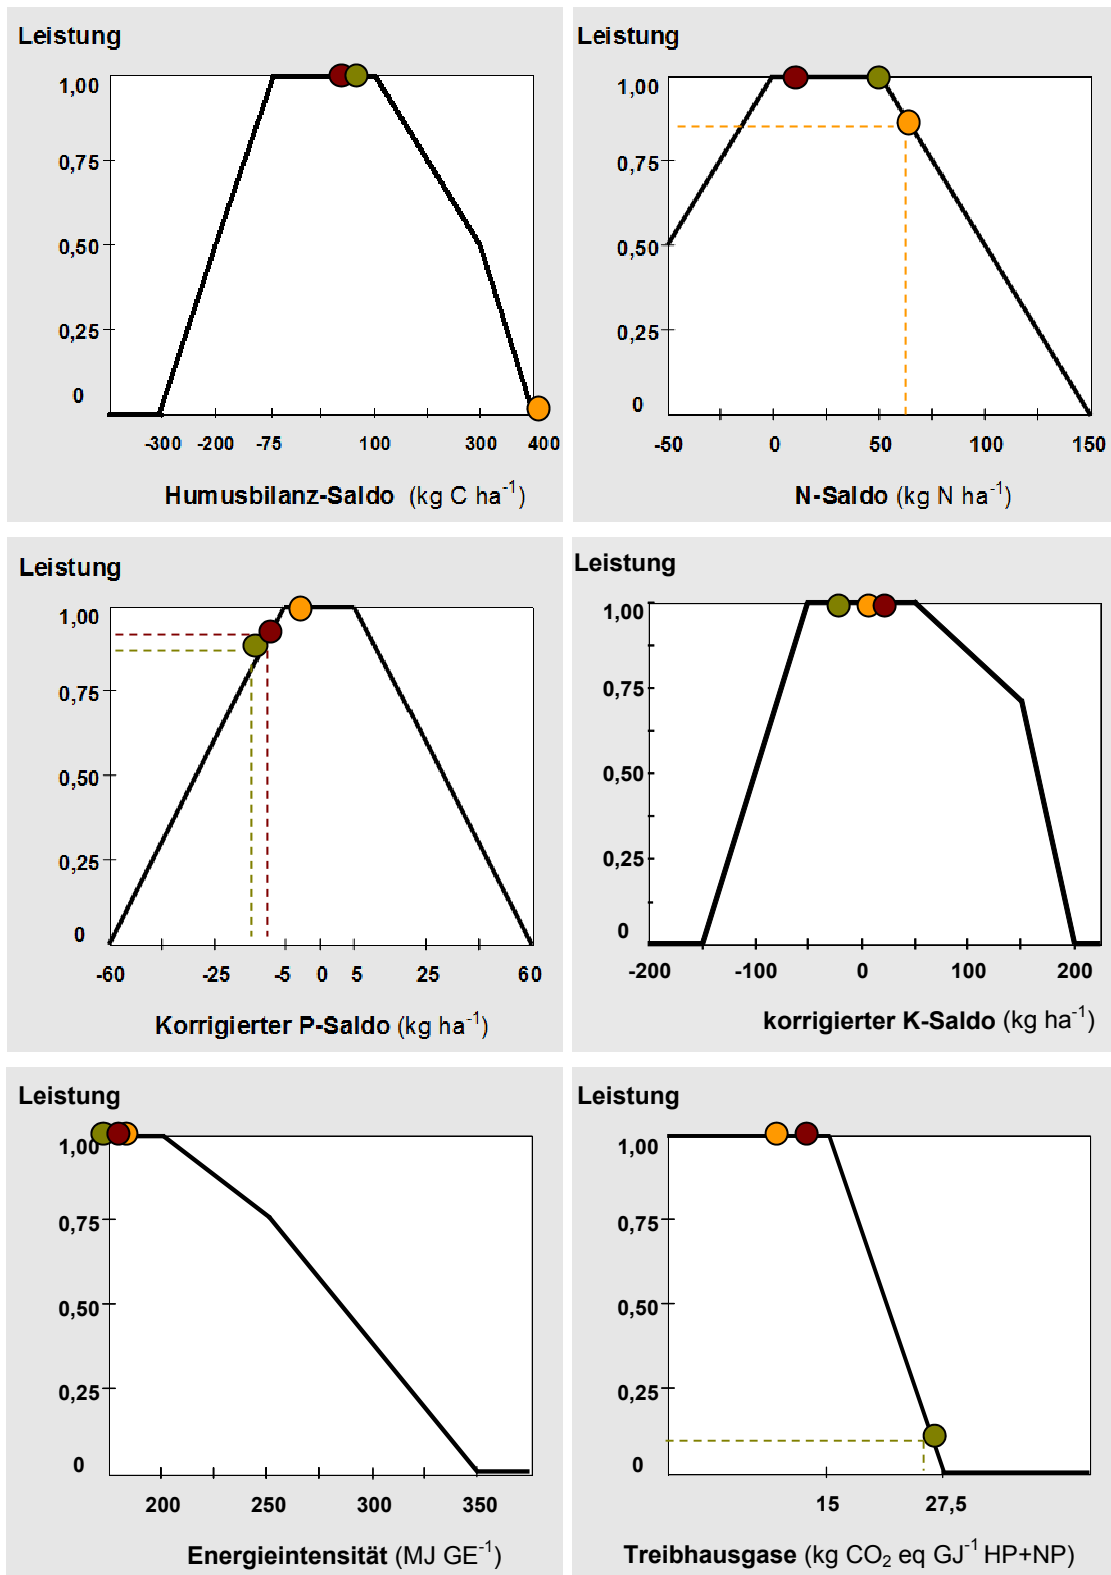 Leistung
1,00
0,75
0,50
0,25
0
-300 -200 -75 100 300 400
Humusbilanz-Saldo (kg C ha⁻¹)
Leistung
1,00
0,75
0,50
0,25
0
-50 0 50 100 150
N-Saldo (kg N ha⁻¹)
Leistung
1,00
0,75
0,50
0,25
0
-60 -25 -5 0 5 25 60
Korrigierter P-Saldo (kg ha⁻¹)
Leistung
1,00
0,75
0,50
0,25
0
-200 -100 0 100 200
korrigierter K-Saldo (kg ha⁻¹)
Leistung
1,00
0,75
0,50
0,25
0
200 250 300 350
Energieintensität (MJ GE⁻¹)
Leistung
1,00
0,75
0,50
0,25
0
15 27,5
Treibhausgase (kg CO₂ eq GJ⁻¹ HP+NP)